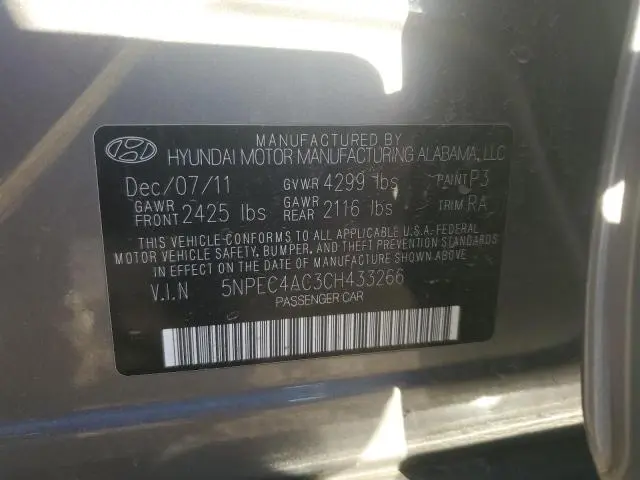 MANUFACTURED BY
HYUNDAI MOTOR MANUFACTURING ALABAMA, LLC
Dec/07/11 GVWR 4299 lbs PAINT P3
GAWR FRONT 2425 lbs GAWR REAR 2116 lbs TRIM RA
THIS VEHICLE CONFORMS TO ALL APPLICABLE U.S.A. FEDERAL
MOTOR VEHICLE SAFETY, BUMPER, AND THEFT PREVENTION STANDARDS
IN EFFECT ON THE DATE OF MANUFACTURE SHOWN ABOVE.
V.I.N 5NPEC4AC3CH433266
PASSENGER CAR